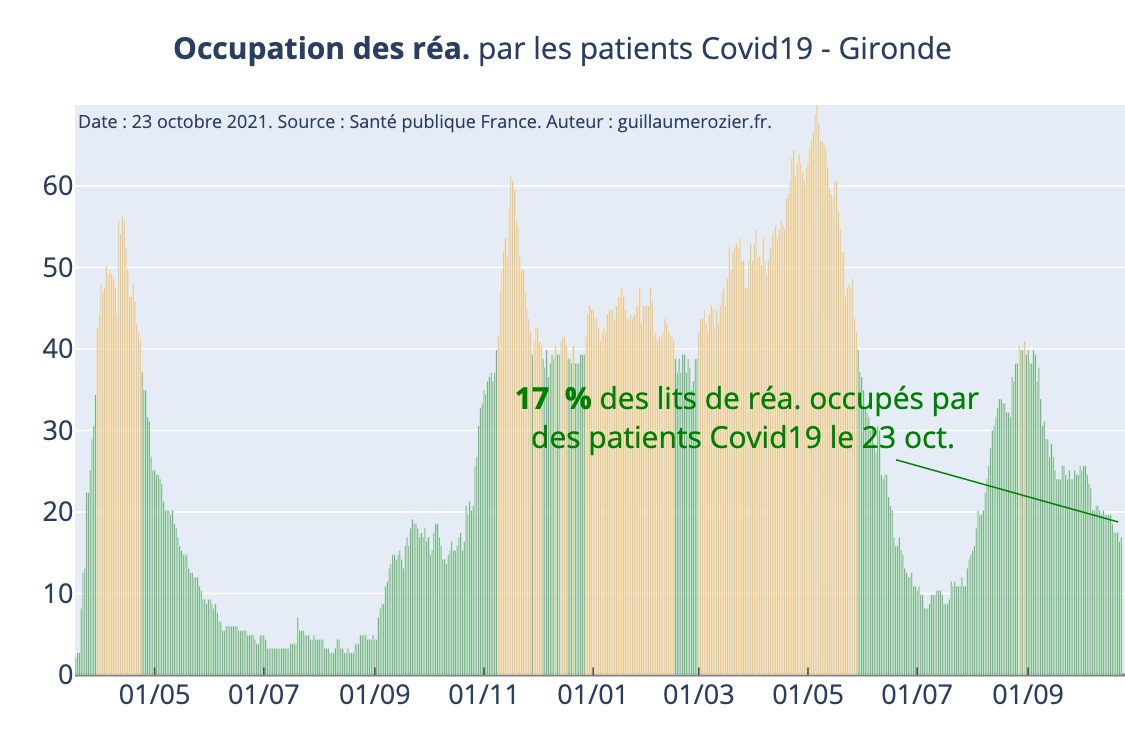 Occupation des réa. par les patients Covid19 - Gironde
Date : 23 octobre 2021. Source : Santé publique France. Auteur : guillaumerozier.fr.
60
50
40
17 % des lits de réa. occupés par
des patients Covid19 le 23 oct.
30
20
10
0
01/05 01/07 01/09 01/11 01/01 01/03 01/05 01/07 01/09